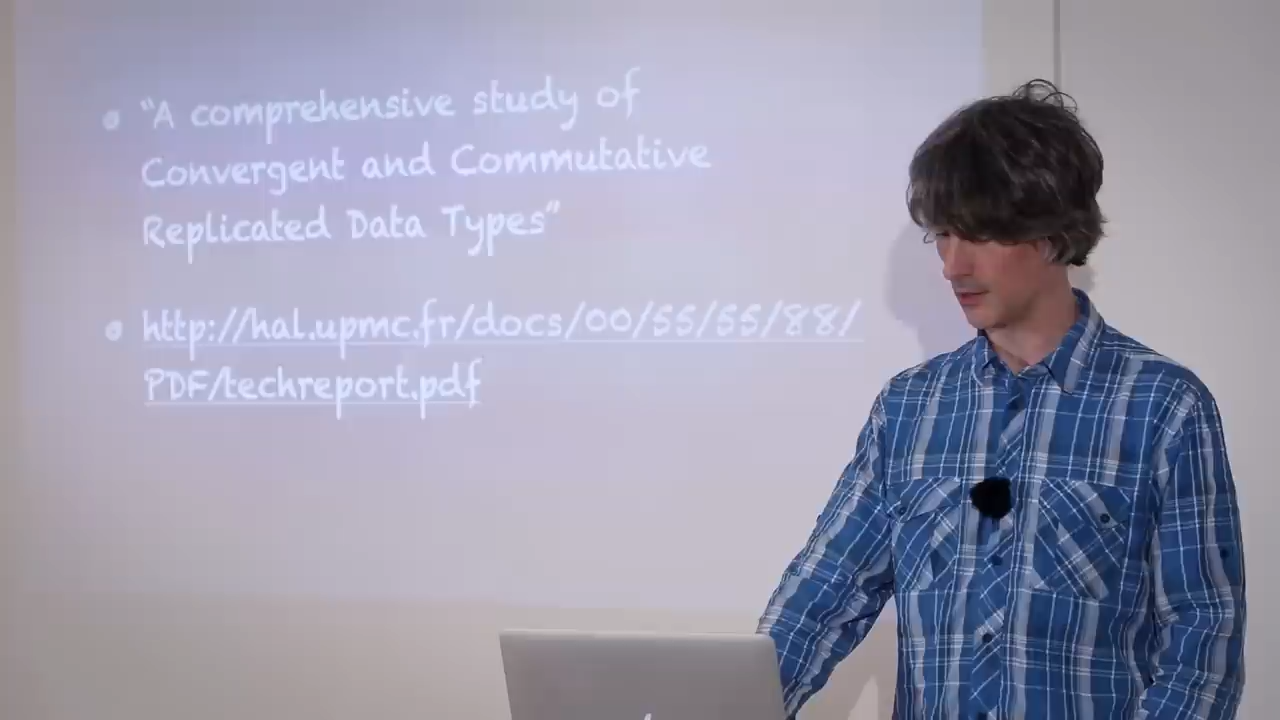 “A comprehensive study of
Convergent and Commutative
Replicated Data Types”
http://hal.upmc.fr/docs/00/55/55/88/
PDF/techreport.pdf